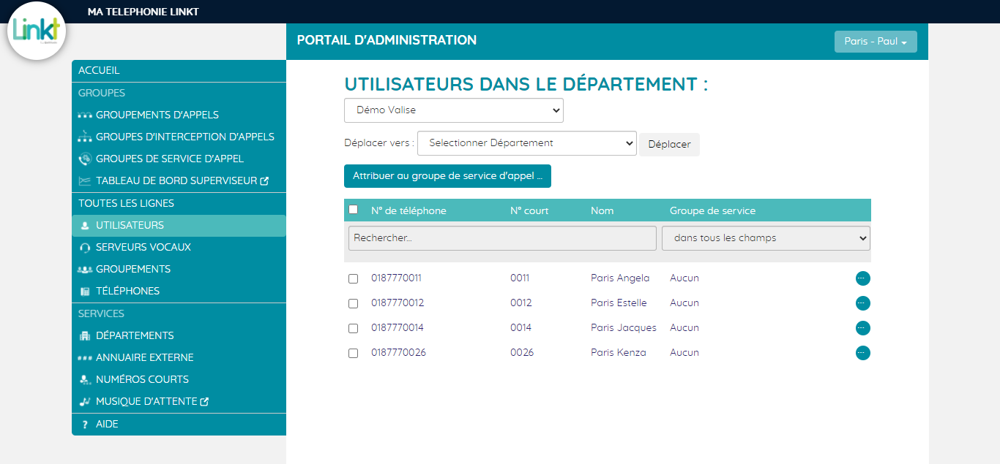 MA TELEPHONIE LINKT
Linkt
PORTAIL D'ADMINISTRATION
Paris - Paul
ACCUEIL
GROUPES
GROUPEMENTS D'APPELS
GROUPES D'INTERCEPTION D'APPELS
GROUPES DE SERVICE D'APPEL
TABLEAU DE BORD SUPERVISEUR
TOUTES LES LIGNES
UTILISATEURS
SERVEURS VOCAUX
GROUPEMENTS
TÉLÉPHONES
SERVICES
DÉPARTEMENTS
ANNUAIRE EXTERNE
NUMÉROS COURTS
MUSIQUE D'ATTENTE
? AIDE
UTILISATEURS DANS LE DÉPARTEMENT :
Démo Valise
Déplacer vers : Selectionner Département Déplacer
Attribuer au groupe de service d'appel ...
N° de téléphone N° court Nom Groupe de service
Rechercher... dans tous les champs
0187770011 0011 Paris Angela Aucun ...
0187770012 0012 Paris Estelle Aucun ...
0187770014 0014 Paris Jacques Aucun ...
0187770026 0026 Paris Kenza Aucun ...